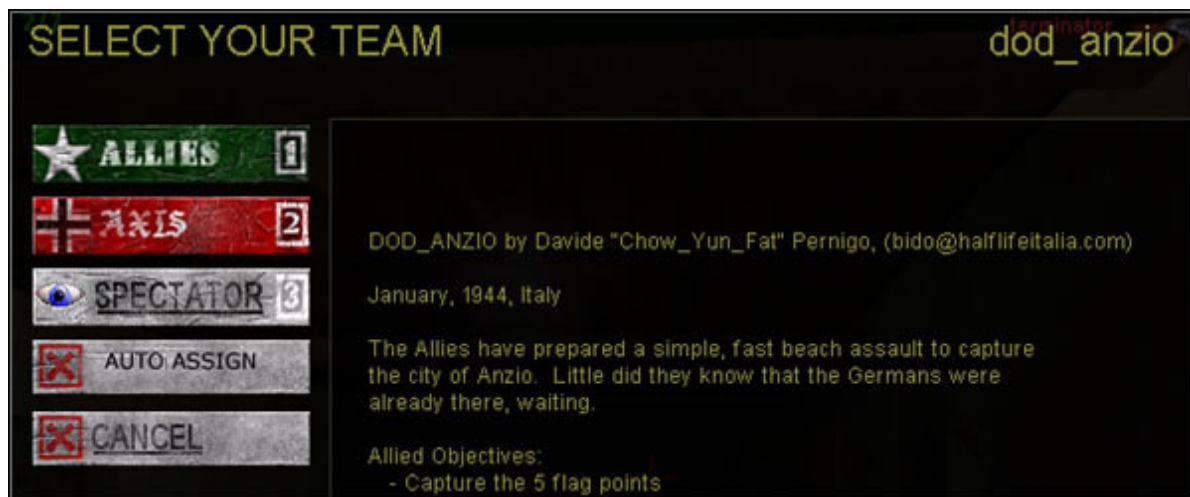 SELECT YOUR TEAM
terminator
dod_anzio
ALLIES 1
AXIS 2
SPECTATOR 3
AUTO ASSIGN
CANCEL
DOD_ANZIO by Davide "Chow_Yun_Fat" Pernigo, (bido@halflifeitalia.com)
January, 1944, Italy
The Allies have prepared a simple, fast beach assault to capture
the city of Anzio. Little did they know that the Germans were
already there, waiting.
Allied Objectives:
- Capture the 5 flag points